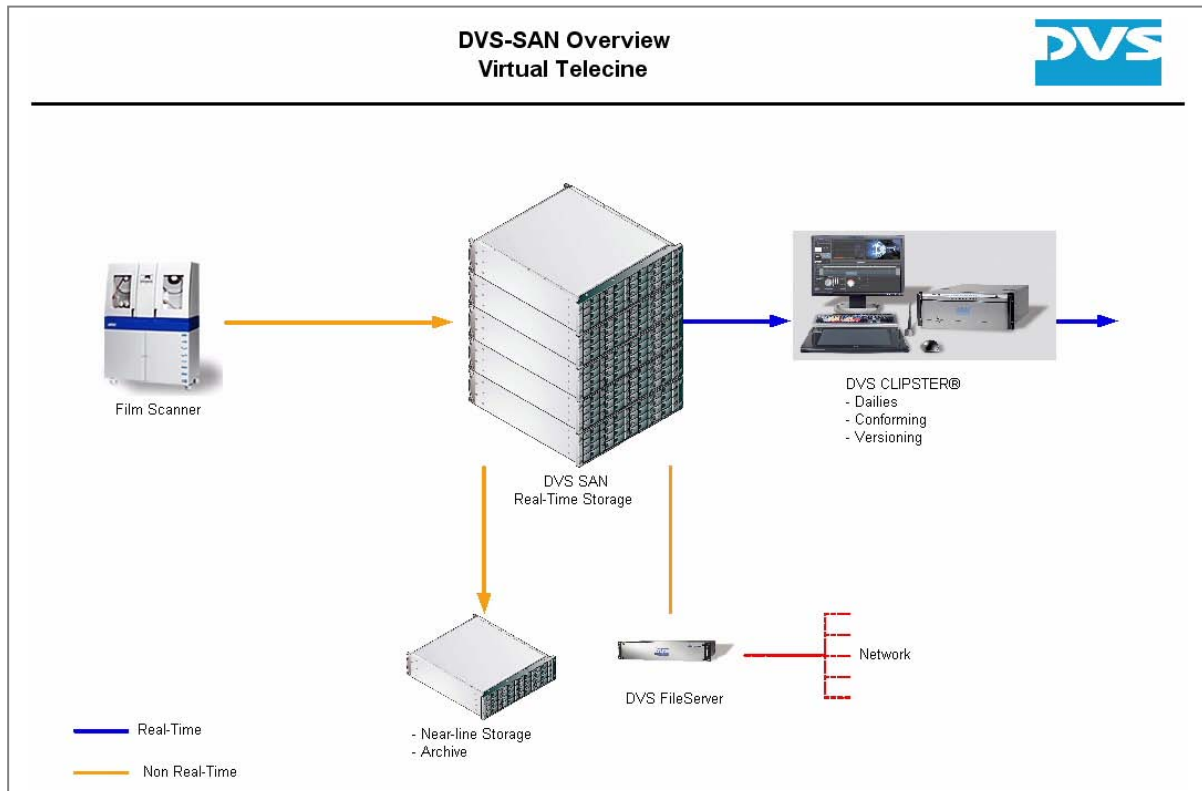 DVS-SAN Overview
Virtual Telecine
DVS
Film Scanner
DVS SAN
Real-Time Storage
DVS CLIPSTER®
- Dailies
- Conforming
- Versioning
- Near-line Storage
- Archive
DVS FileServer
Network
Real-Time
Non Real-Time